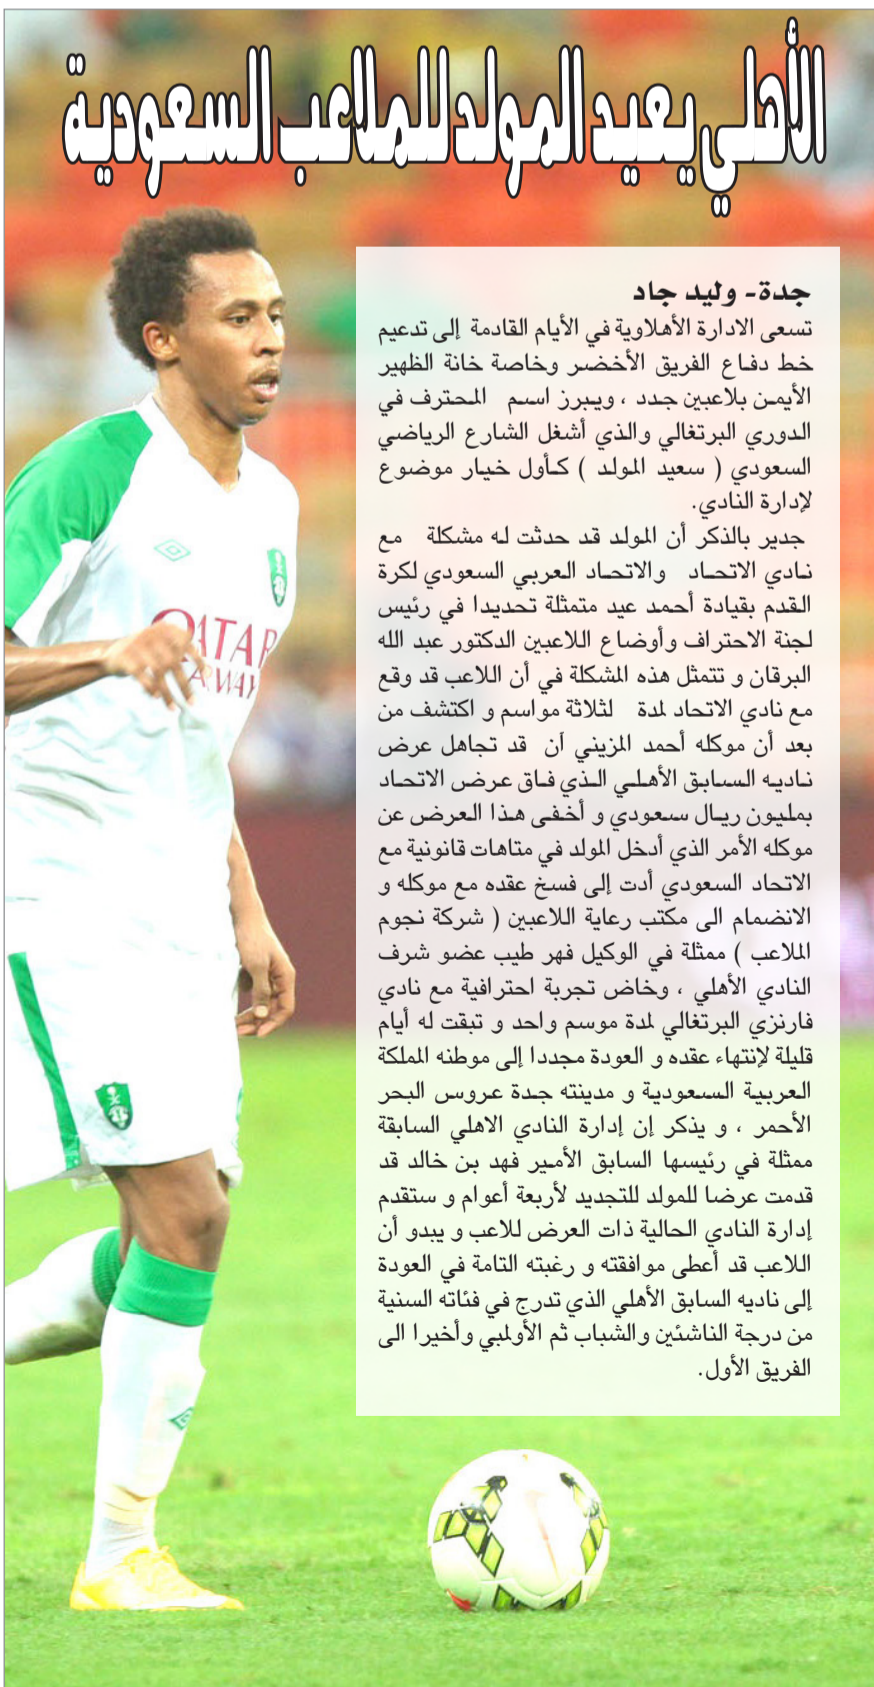 الأهلي يعيد المولد للملاعب السعودية
جدة- وليد جاد
تسعى الادارة الأهلاوية في الأيام القادمة إلى تدعيم
خط دفاع الفريق الأخضر وخاصة خانة الظهير
الأيمن بلاعبين جدد ، ويبرز اسم المحترف في
الدوري البرتغالي والذي أشغل الشارع الرياضي
السعودي ( سعيد المولد ) كأول خيار موضوع
لإدارة النادي.
جدير بالذكر أن المولد قد حدثت له مشكلة مع
نادي الاتحاد والاتحاد العربي السعودي لكرة
القدم بقيادة أحمد عيد متمثلة تحديدا في رئيس
لجنة الاحتراف وأوضاع اللاعبين الدكتور عبد الله
البرقان و تتمثل هذه المشكلة في أن اللاعب قد وقع
مع نادي الاتحاد لمدة لثلاثة مواسم و اكتشف من
بعد أن موكله أحمد المزيني أن قد تجاهل عرض
ناديه السابق الأهلي الذي فاق عرض الاتحاد
بمليون ريال سعودي و أخفى هذا العرض عن
موكله الأمر الذي أدخل المولد في متاهات قانونية مع
الاتحاد السعودي أدت إلى فسخ عقده مع موكله و
الانضمام الى مكتب رعاية اللاعبين ( شركة نجوم
الملاعب ) ممثلة في الوكيل فهر طيب عضو شرف
النادي الأهلي ، وخاض تجربة احترافية مع نادي
فارنزي البرتغالي لمدة موسم واحد و تبقت له أيام
قليلة لإنتهاء عقده و العودة مجددا إلى موطنه المملكة
العربية السعودية و مدينته جدة عروس البحر
الأحمر ، و يذكر إن إدارة النادي الاهلي السابقة
ممثلة في رئيسها السابق الأمير فهد بن خالد قد
قدمت عرضا للمولد للتجديد لأربعة أعوام و ستقدم
إدارة النادي الحالية ذات العرض للاعب و يبدو أن
اللاعب قد أعطى موافقته و رغبته التامة في العودة
إلى ناديه السابق الأهلي الذي تدرج في فئاته السنية
من درجة الناشئين والشباب ثم الأولمبي وأخيرا الى
الفريق الأول.
QATAR